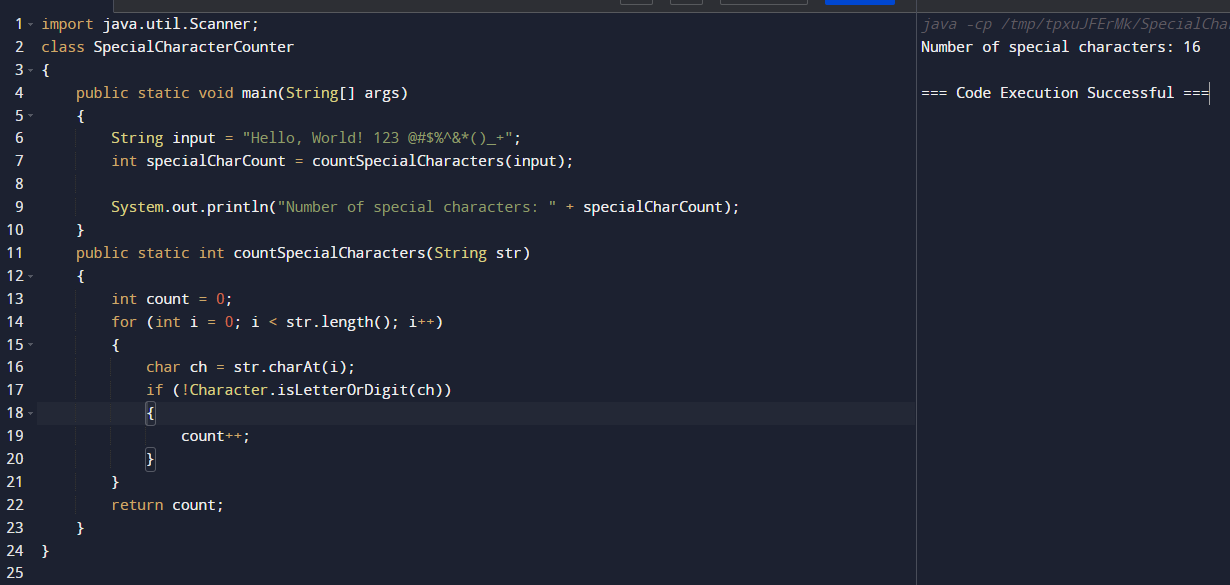 1 import java.util.Scanner;
2 class SpecialCharacterCounter
3 {
4     public static void main(String[] args)
5     {
6         String input = "Hello, World! 123 @#$%^&*()_+";
7         int specialCharCount = countSpecialCharacters(input);
8
9         System.out.println("Number of special characters: " + specialCharCount);
10     }
11     public static int countSpecialCharacters(String str)
12     {
13         int count = 0;
14         for (int i = 0; i < str.length(); i++)
15         {
16             char ch = str.charAt(i);
17             if (!Character.isLetterOrDigit(ch))
18             {
19                 count++;
20             }
21         }
22         return count;
23     }
24 }
25
java -cp /tmp/tpxuJFErMk/SpecialCha
Number of special characters: 16
=== Code Execution Successful ===